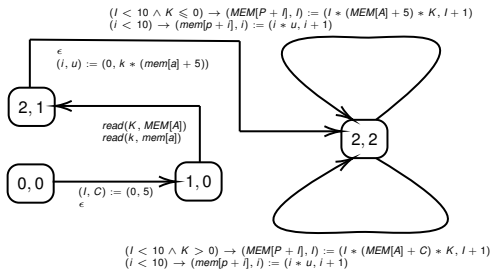 (I < 10 ∧ K ⩽ 0) → (MEM[P + I], I) := (I * (MEM[A] + 5) * K, I + 1)
(i < 10) → (mem[p + i], i) := (i * u, i + 1)
ϵ
(i, u) := (0, k * (mem[a] + 5))
2, 1
read(K, MEM[A])
read(k, mem[a])
2, 2
0, 0
1, 0
(I, C) := (0, 5)
ϵ
(I < 10 ∧ K > 0) → (MEM[P + I], I) := (I * (MEM[A] + C) * K, I + 1)
(i < 10) → (mem[p + i], i) := (i * u, i + 1)